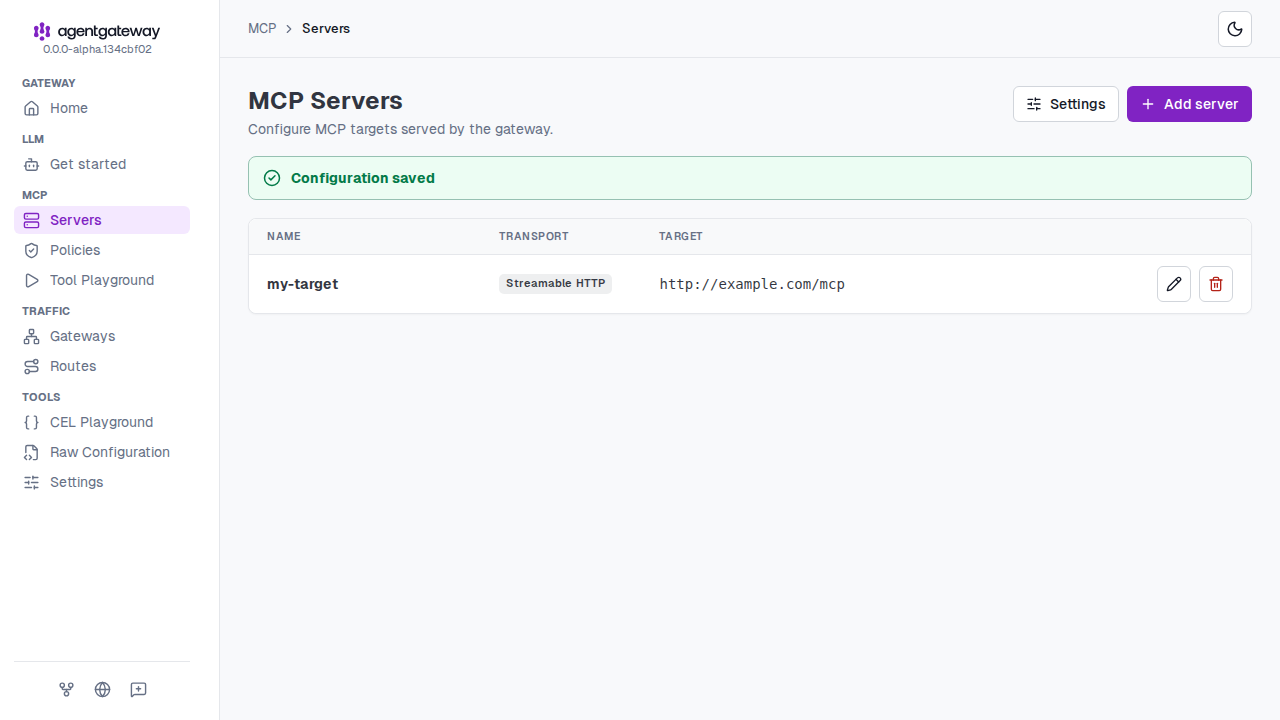 agentgateway
0.0.0-alpha.134cbf02
GATEWAY
Home
LLM
Get started
MCP
Servers
Policies
Tool Playground
TRAFFIC
Gateways
Routes
TOOLS
CEL Playground
Raw Configuration
Settings
MCP > Servers
MCP Servers
Configure MCP targets served by the gateway.
Settings
Add server
Configuration saved
NAME TRANSPORT TARGET
my-target Streamable HTTP http://example.com/mcp